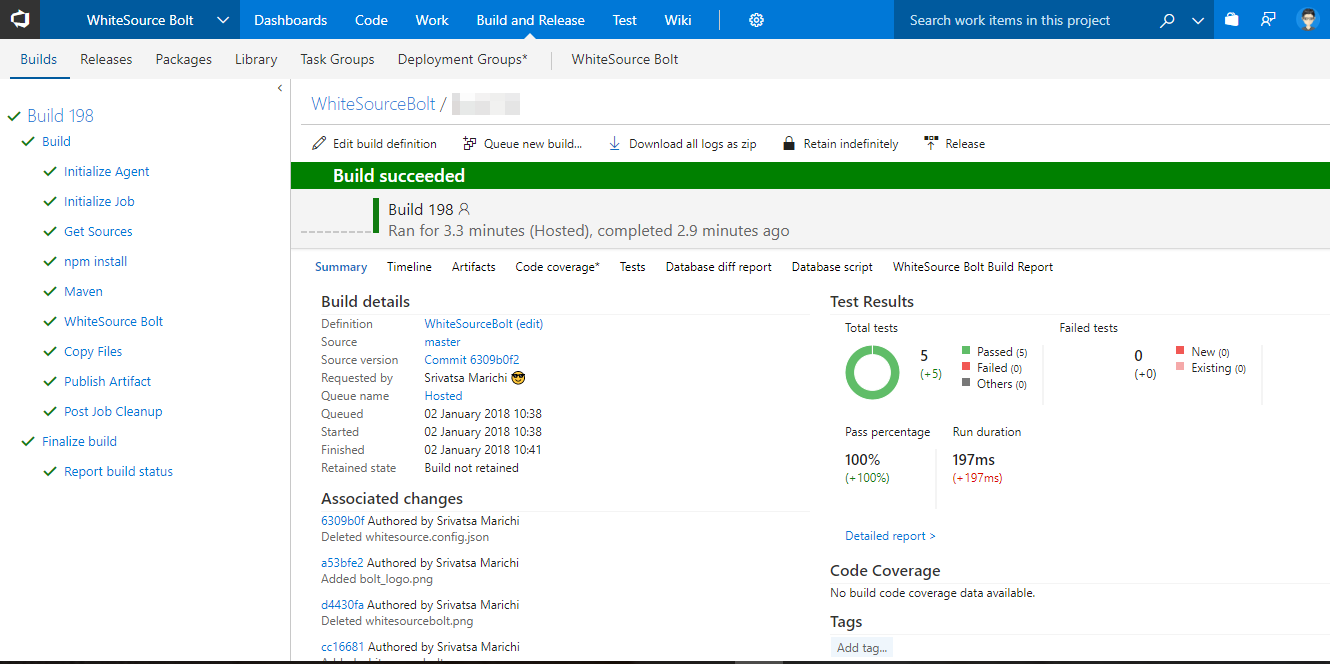 WhiteSource Bolt Dashboards Code Work Build and Release Test Wiki Search work items in this project
Builds Releases Packages Library Task Groups Deployment Groups* WhiteSource Bolt
Build 198
Build
Initialize Agent
Initialize Job
Get Sources
npm install
Maven
WhiteSource Bolt
Copy Files
Publish Artifact
Post Job Cleanup
Finalize build
Report build status
WhiteSourceBolt /
Edit build definition Queue new build... Download all logs as zip Retain indefinitely Release
Build succeeded
Build 198
Ran for 3.3 minutes (Hosted), completed 2.9 minutes ago
Summary Timeline Artifacts Code coverage* Tests Database diff report Database script WhiteSource Bolt Build Report
Build details
Definition WhiteSourceBolt (edit)
Source master
Source version Commit 6309b0f2
Requested by Srivatsa Marichi 😎
Queue name Hosted
Queued 02 January 2018 10:38
Started 02 January 2018 10:38
Finished 02 January 2018 10:41
Retained state Build not retained
Associated changes
6309b0f Authored by Srivatsa Marichi
Deleted whitesource.config.json
a53bfe2 Authored by Srivatsa Marichi
Added bolt_logo.png
d4430fa Authored by Srivatsa Marichi
Deleted whitesourcebolt.png
cc16681 Authored by Srivatsa Marichi
Test Results
Total tests
5
(+5)
Passed (5)
Failed (0)
Others (0)
Failed tests
0
(+0)
New (0)
Existing (0)
Pass percentage
100%
(+100%)
Run duration
197ms
(+197ms)
Detailed report >
Code Coverage
No build code coverage data available.
Tags
Add tag...